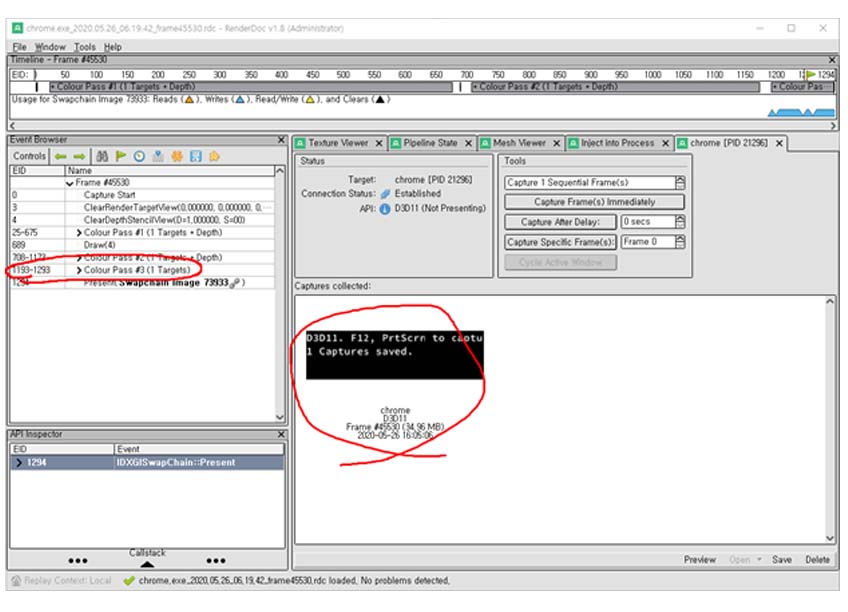 chrome.exe_2020.05.26_06.19.42_frame45530.rdc - RenderDoc v1.8 (Administrator)
File Window Tools Help
Timeline - Frame #45530
EID: 50 100 150 200 250 300 350 400 450 500 550 600 650 700 750 800 850 900 950 1000 1050 1100 1150 1200 1294
+ Colour Pass #1 (1 Targets + Depth) + Colour Pass #2 (1 Targets + Depth) + Colour Pas...
Usage for Swapchain Image 73933: Reads (▲), Writes (▲), Read/Write (▲), and Clears (▲)
Event Browser
Controls
EID Name
Frame #45530
0 Capture Start
3 ClearRenderTargetView(0,000000, 0,000000, 0,...
4 ClearDepthStencilView(D=1,000000, S=00)
25-675 Colour Pass #1 (1 Targets + Depth)
689 Draw(4)
708-1173 Colour Pass #2 (1 Targets + Depth)
1193-1293 Colour Pass #3 (1 Targets)
1294 Present(Swapchain Image 73933)
API Inspector
EID Event
1294 IDXGISwapChain::Present
Callstack
Texture Viewer Pipeline State Mesh Viewer Inject into Process chrome [PID 21296]
Status
Target: chrome [PID 21296]
Connection Status: Established
API: D3D11 (Not Presenting)
Tools
Capture 1 Sequential Frame(s)
Capture Frame(s) Immediately
Capture After Delay: 0 secs
Capture Specific Frame(s): Frame 0
Cycle Active Window
Captures collected:
D3D11. F12, PrtScrn to captu
1 Captures saved.
chrome
D3D11
Frame #45530 (34,96 MB)
2020-05-26 16:05:06
Preview Open Save Delete
Replay Context: Local chrome,exe_2020,05,26_06,19,42_frame45530,rdc loaded, No problems detected,